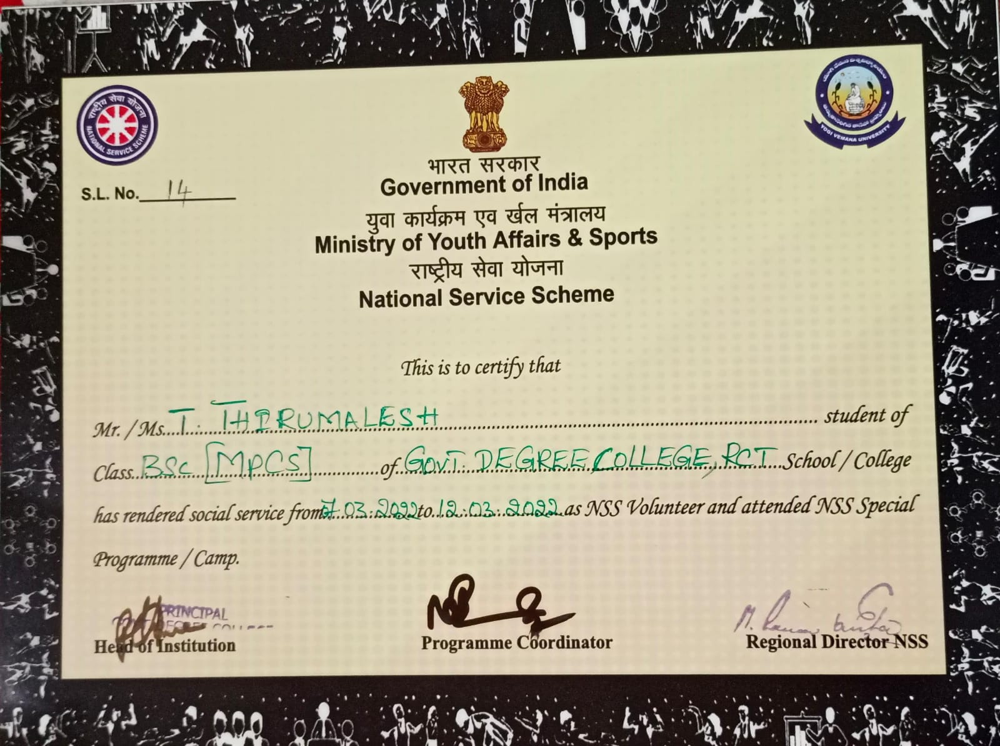 राष्ट्रीय सेवा योजना
NATIONAL SERVICE SCHEME
YOGI VEMANA UNIVERSITY
S.L. No. 14
भारत सरकार
Government of India
युवा कार्यक्रम एव र्खल मंत्रालय
Ministry of Youth Affairs & Sports
राष्ट्रीय सेवा योजना
National Service Scheme
This is to certify that
Mr. / Ms. T. THIRUMALESH student of
Class BSc [MPCS] of GOVT DEGREE COLLEGE, RCT School / College
has rendered social service from 7.03.2022 to 12.03.2022 as NSS Volunteer and attended NSS Special
Programme / Camp.
PRINCIPAL
DEGREE COLLEGE
Head of Institution
Programme Coordinator
Regional Director NSS